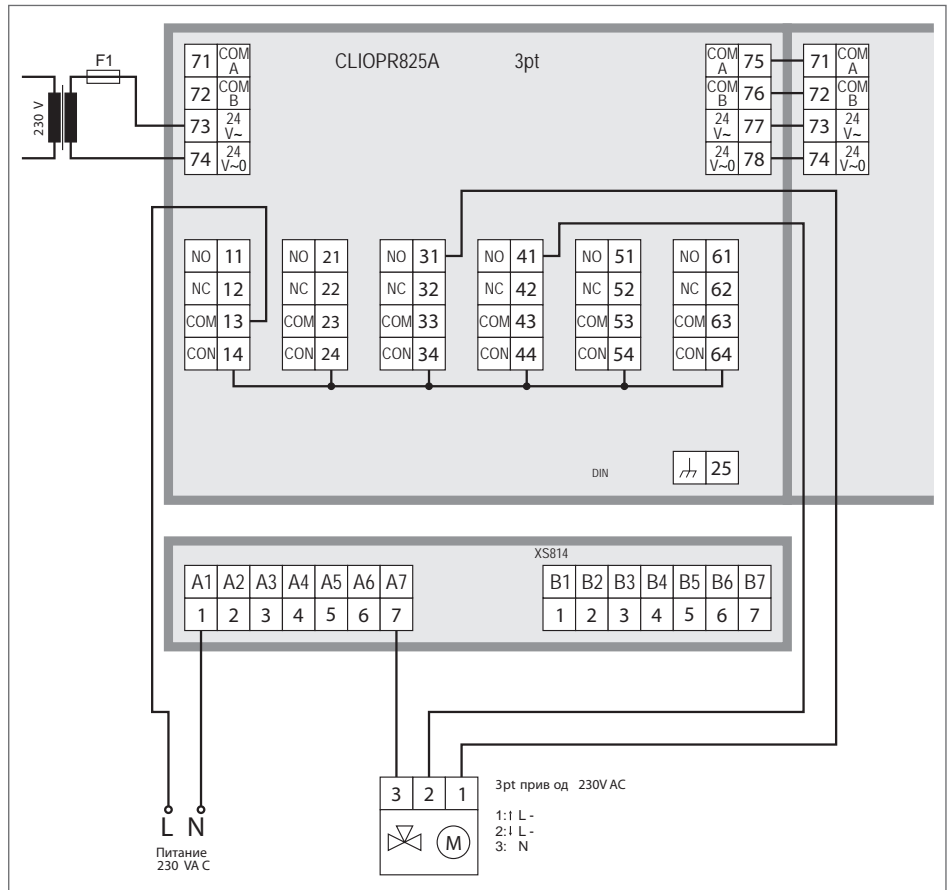 CLIOPR825A 3pt
F1
230 V
71 COM A
72 COM B
73 24 V~
74 24 V~0
COM A 75
COM B 76
24 V~ 77
24 V~0 78
71 COM A
72 COM B
73 24 V~
74 24 V~0
NO 11 NO 21 NO 31 NO 41 NO 51 NO 61
NC 12 NC 22 NC 32 NC 42 NC 52 NC 62
COM 13 COM 23 COM 33 COM 43 COM 53 COM 63
CON 14 CON 24 CON 34 CON 44 CON 54 CON 64
DIN 25
XS814
A1 A2 A3 A4 A5 A6 A7 B1 B2 B3 B4 B5 B6 B7
1 2 3 4 5 6 7 1 2 3 4 5 6 7
L N
Питание
230 VA C
3 2 1
M
3pt прив од 230V AC
1:↑ L -
2:↓ L -
3: N